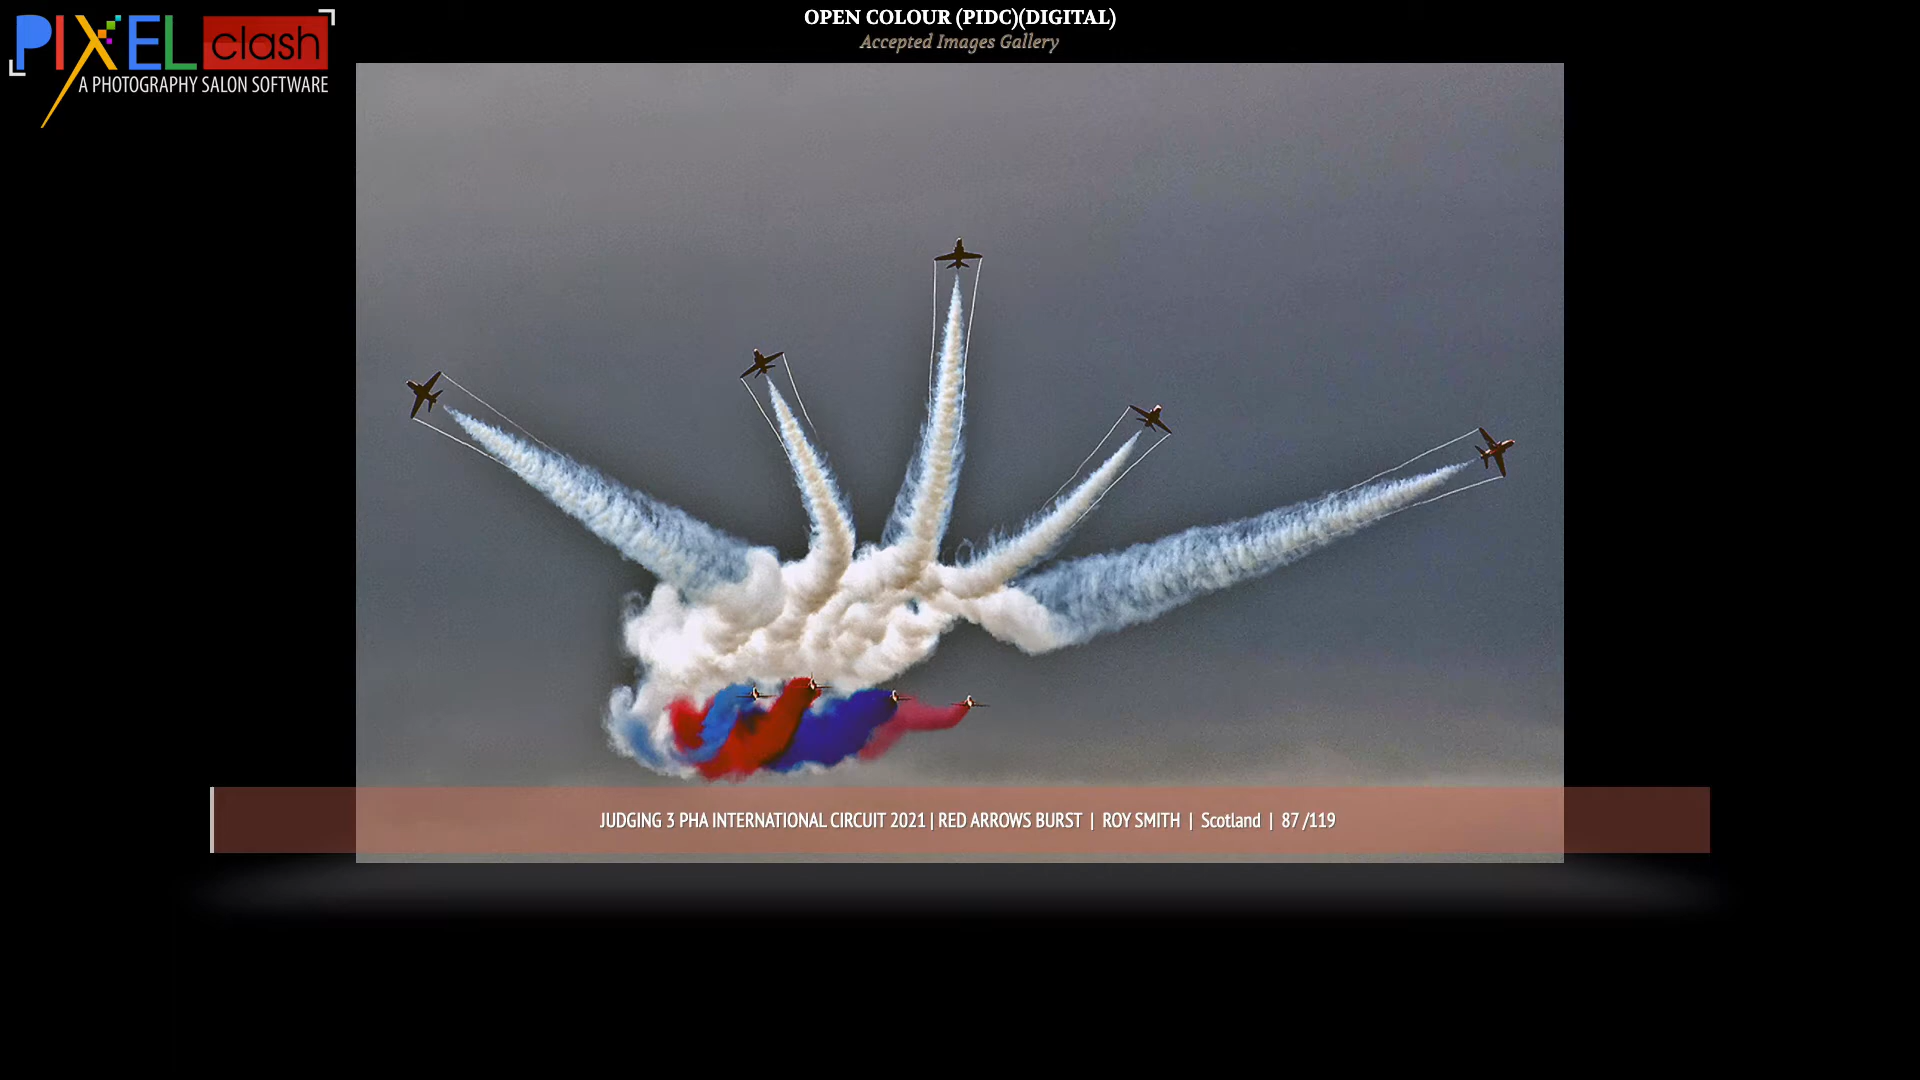 PIXEL clash
A PHOTOGRAPHY SALON SOFTWARE
OPEN COLOUR (PIDC)(DIGITAL)
Accepted Images Gallery
JUDGING 3 PHA INTERNATIONAL CIRCUIT 2021 | RED ARROWS BURST | ROY SMITH | Scotland | 87 /119